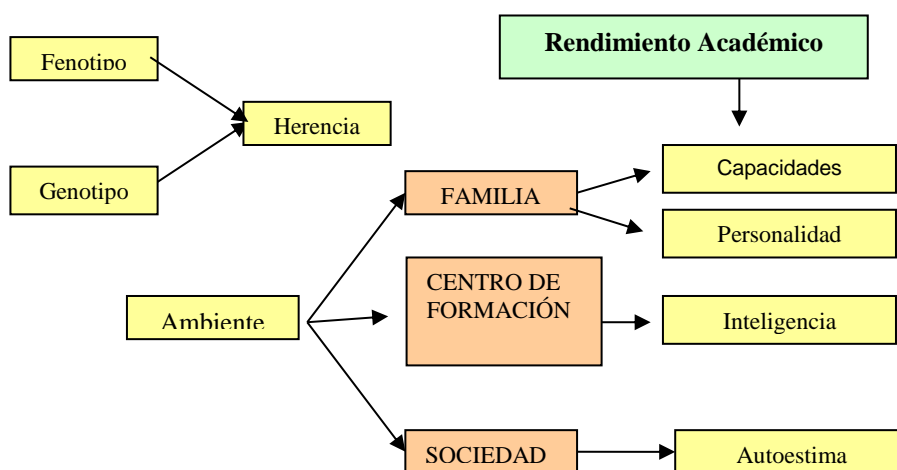 Rendimiento Académico
Fenotipo
Herencia
Genotipo
Capacidades
FAMILIA
Personalidad
CENTRO DE
FORMACIÓN
Ambiente
Inteligencia
SOCIEDAD
Autoestima